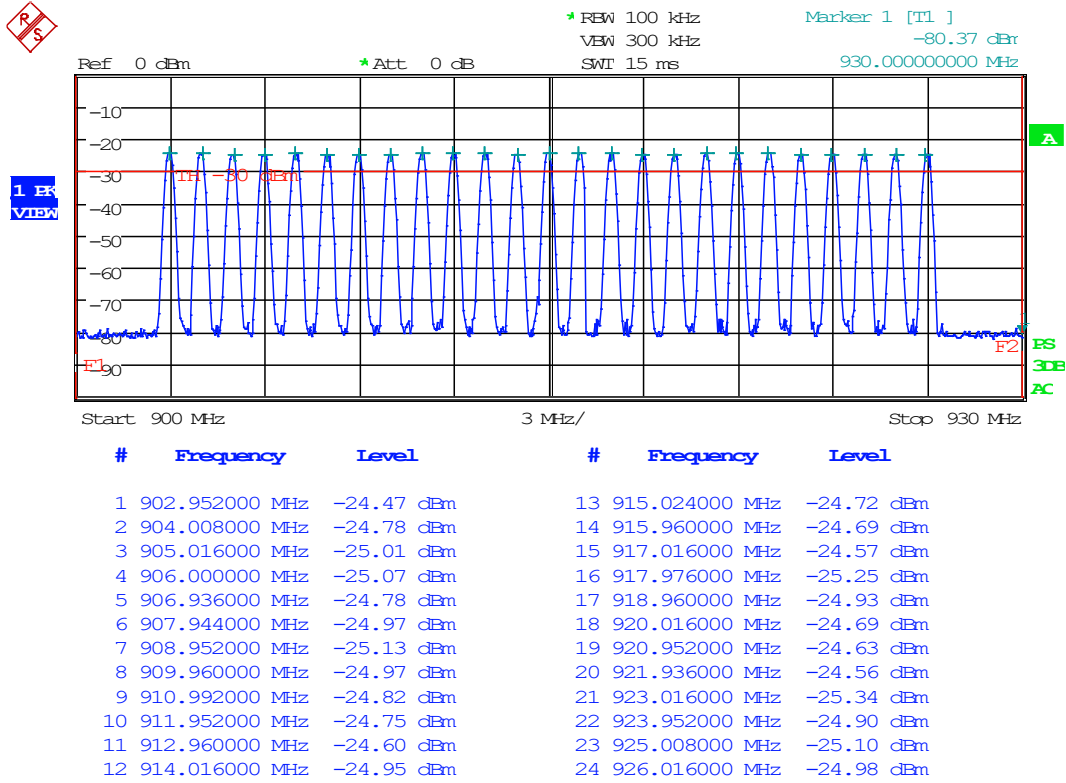 R S
* RBW 100 kHz Marker 1 [T1 ]
VBW 300 kHz -80.37 dBm
Ref 0 dBm * Att 0 dB SWT 15 ms 930.000000000 MHz
A
1 PK
VIEW
-10
-20
-30
TH -30 dBm
-40
-50
-60
-70
-80
-90
F1
F2
PS
3DB
AC
Start 900 MHz 3 MHz/ Stop 930 MHz
# Frequency Level # Frequency Level
1 902.952000 MHz -24.47 dBm 13 915.024000 MHz -24.72 dBm
2 904.008000 MHz -24.78 dBm 14 915.960000 MHz -24.69 dBm
3 905.016000 MHz -25.01 dBm 15 917.016000 MHz -24.57 dBm
4 906.000000 MHz -25.07 dBm 16 917.976000 MHz -25.25 dBm
5 906.936000 MHz -24.78 dBm 17 918.960000 MHz -24.93 dBm
6 907.944000 MHz -24.97 dBm 18 920.016000 MHz -24.69 dBm
7 908.952000 MHz -25.13 dBm 19 920.952000 MHz -24.63 dBm
8 909.960000 MHz -24.97 dBm 20 921.936000 MHz -24.56 dBm
9 910.992000 MHz -24.82 dBm 21 923.016000 MHz -25.34 dBm
10 911.952000 MHz -24.75 dBm 22 923.952000 MHz -24.90 dBm
11 912.960000 MHz -24.60 dBm 23 925.008000 MHz -25.10 dBm
12 914.016000 MHz -24.95 dBm 24 926.016000 MHz -24.98 dBm